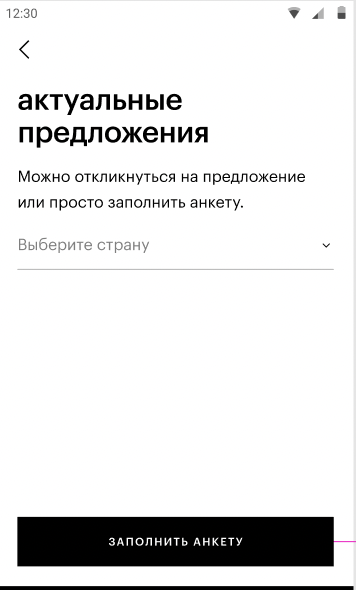 12:30
актуальные
предложения
Можно откликнуться на предложение
или просто заполнить анкету.
Выберите страну
ЗАПОЛНИТЬ АНКЕТУ